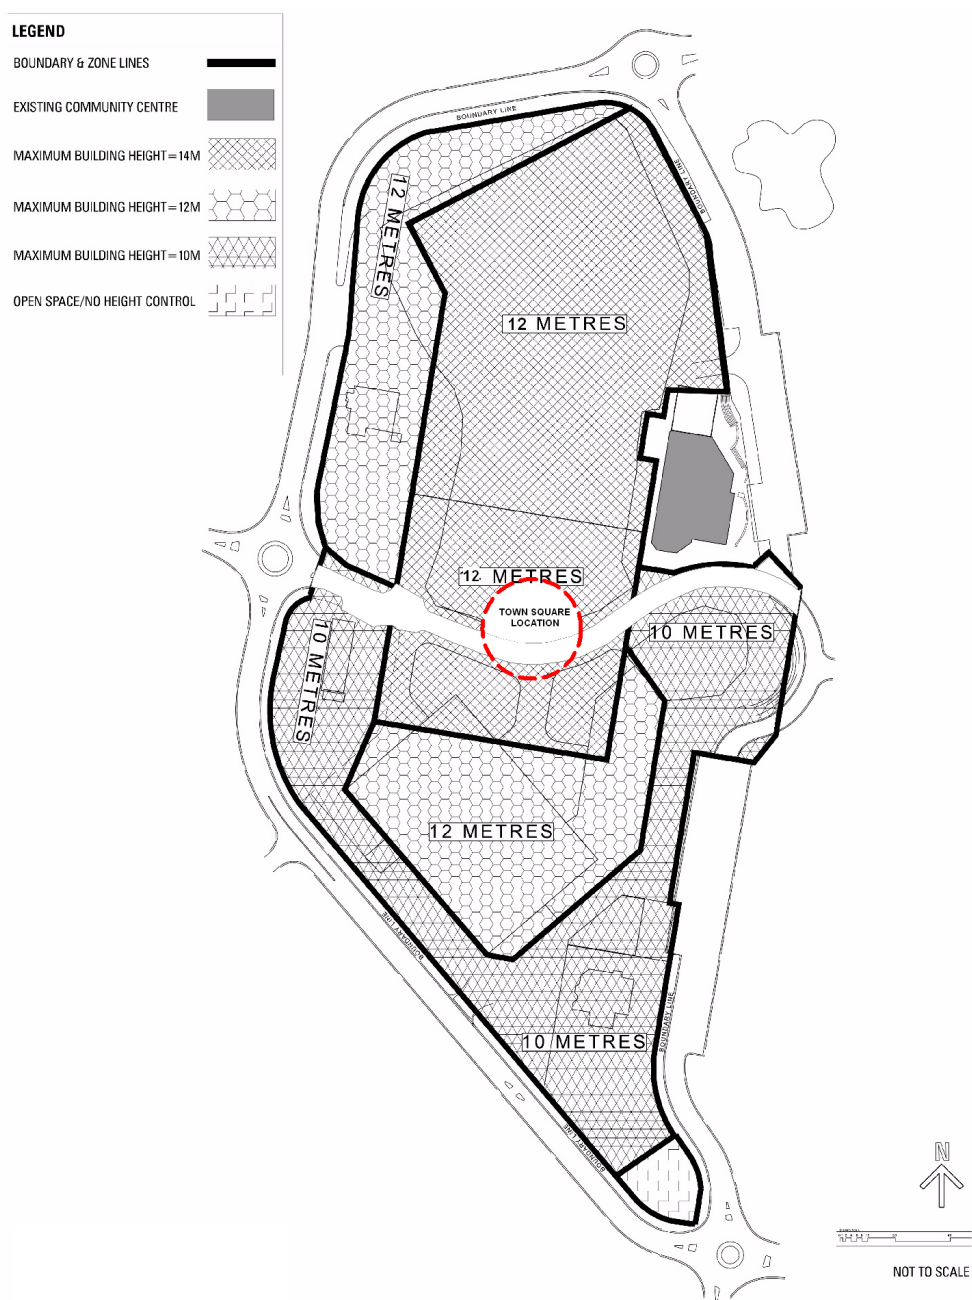 LEGEND
BOUNDARY & ZONE LINES
EXISTING COMMUNITY CENTRE
MAXIMUM BUILDING HEIGHT=14M
MAXIMUM BUILDING HEIGHT=12M
MAXIMUM BUILDING HEIGHT=10M
OPEN SPACE/NO HEIGHT CONTROL
BOUNDARY LINE
BOUNDARY LINE
12 METRES
12 METRES
12 METRES
TOWN SQUARE
LOCATION
10 METRES
10 METRES
12 METRES
BOUNDARY LINE
BOUNDARY LINE
10 METRES
BOUNDARY LINE
N
NOT TO SCALE